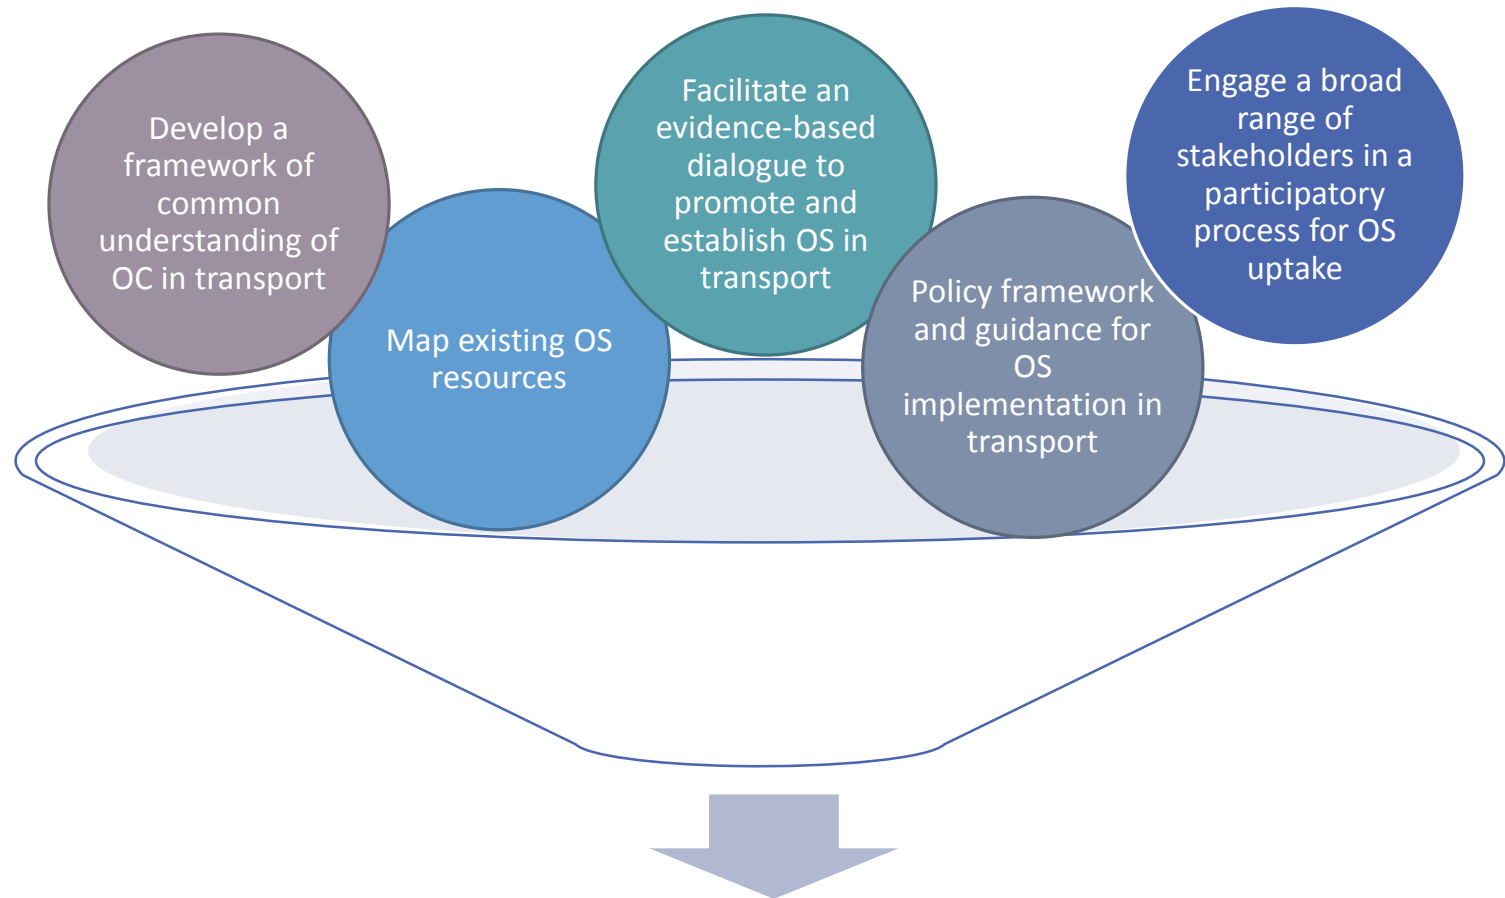 Develop a
framework of
common
understanding of
OC in transport
Map existing OS
resources
Facilitate an
evidence-based
dialogue to
promote and
establish OS in
transport
Policy framework
and guidance for
OS
implementation in
transport
Engage a broad
range of
stakeholders in a
participatory
process for OS
uptake